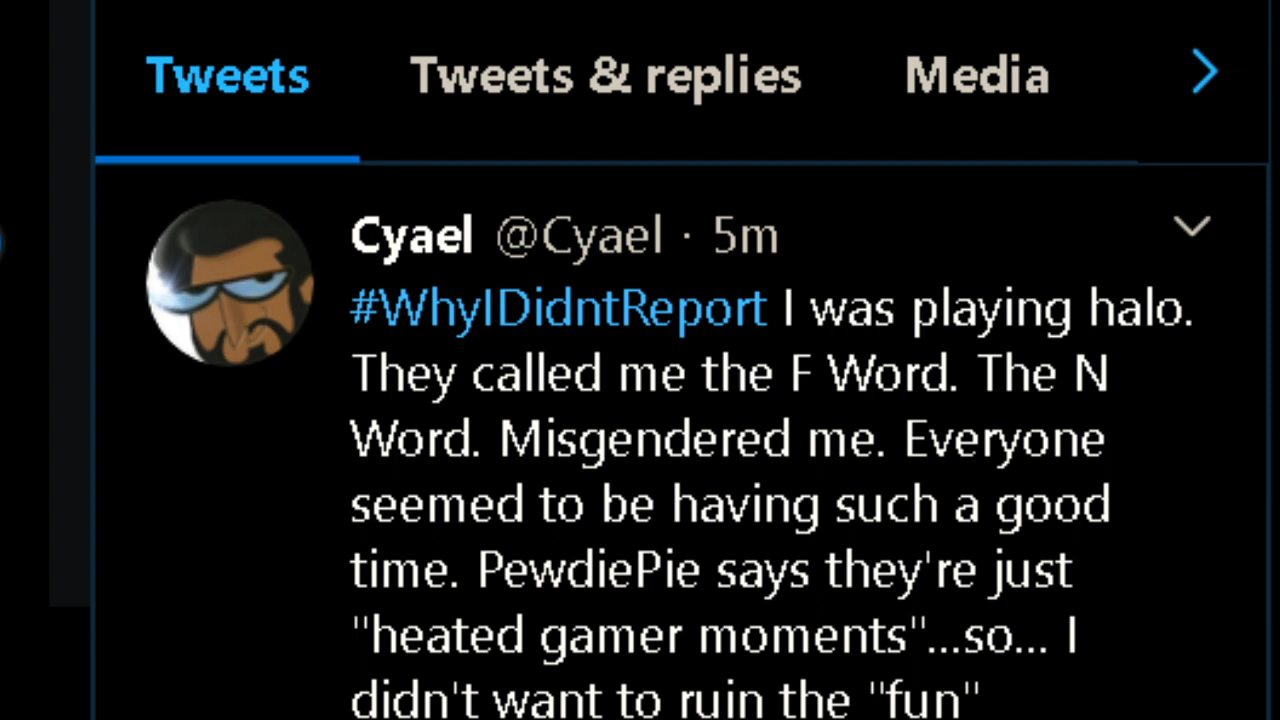 Tweets Tweets & replies Media
Cyael @Cyael · 5m
#WhyIDidntReport I was playing halo.
They called me the F Word. The N
Word. Misgendered me. Everyone
seemed to be having such a good
time. PewdiePie says they're just
"heated gamer moments"...so... I
didn't want to ruin the "fun"